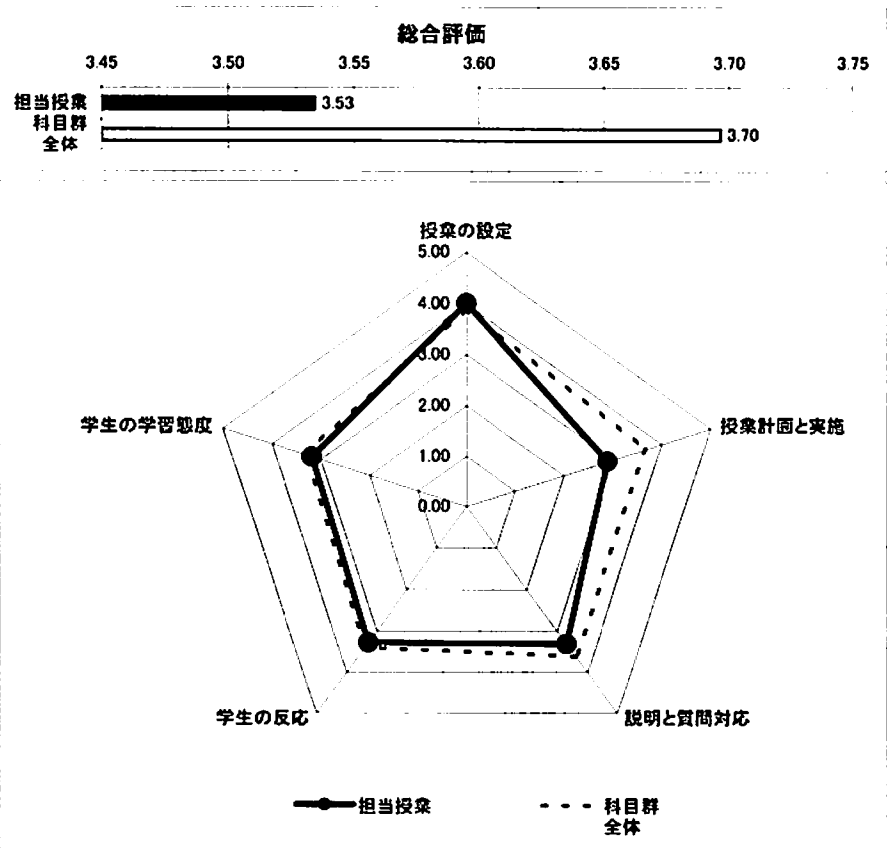 総合評価
3.45 3.50 3.55 3.60 3.65 3.70 3.75
担当授業 3.53
科目群
全体 3.70
授業の設定
5.00
4.00
3.00
2.00
1.00
0.00
学生の学習態度
授業計画と実施
学生の反応
説明と質問対応
担当授業
科目群
全体